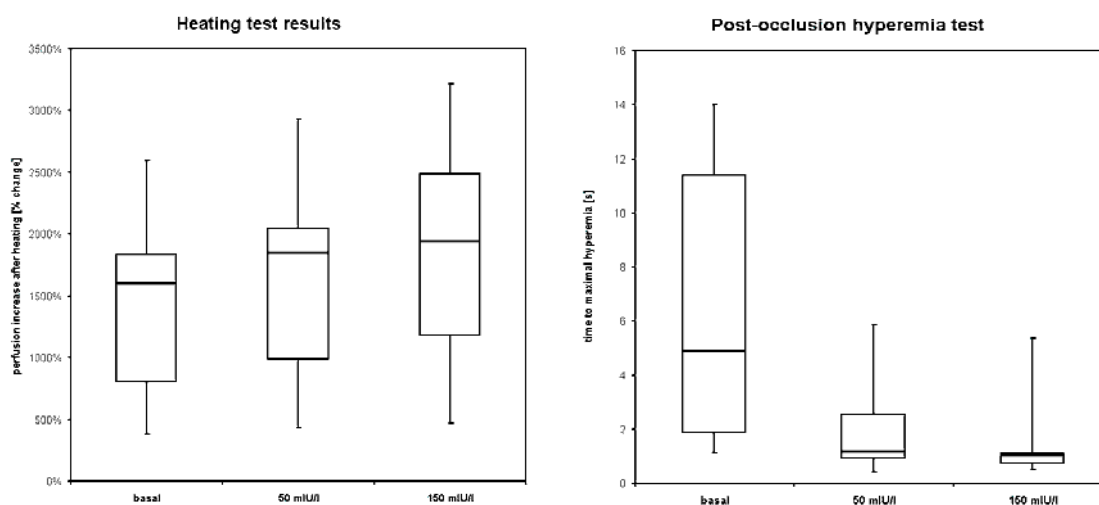 Heating test results
3500%
3000%
2500%
2000%
1500%
1000%
500%
0%
perfusion increase after heating [% change]
basal
50 mIU/l
150 mIU/l
Post-occlusion hyperemia test
16
14
12
10
8
6
4
2
0
time to maximal hyperemia [s]
basal
50 mIU/l
150 mIU/l